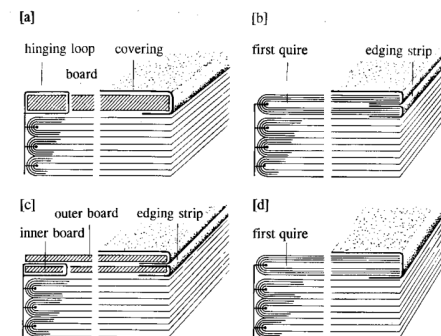 [a]
hinging loop covering
board
[b]
first quire edging strip
[c]
outer board edging strip
inner board
[d]
first quire